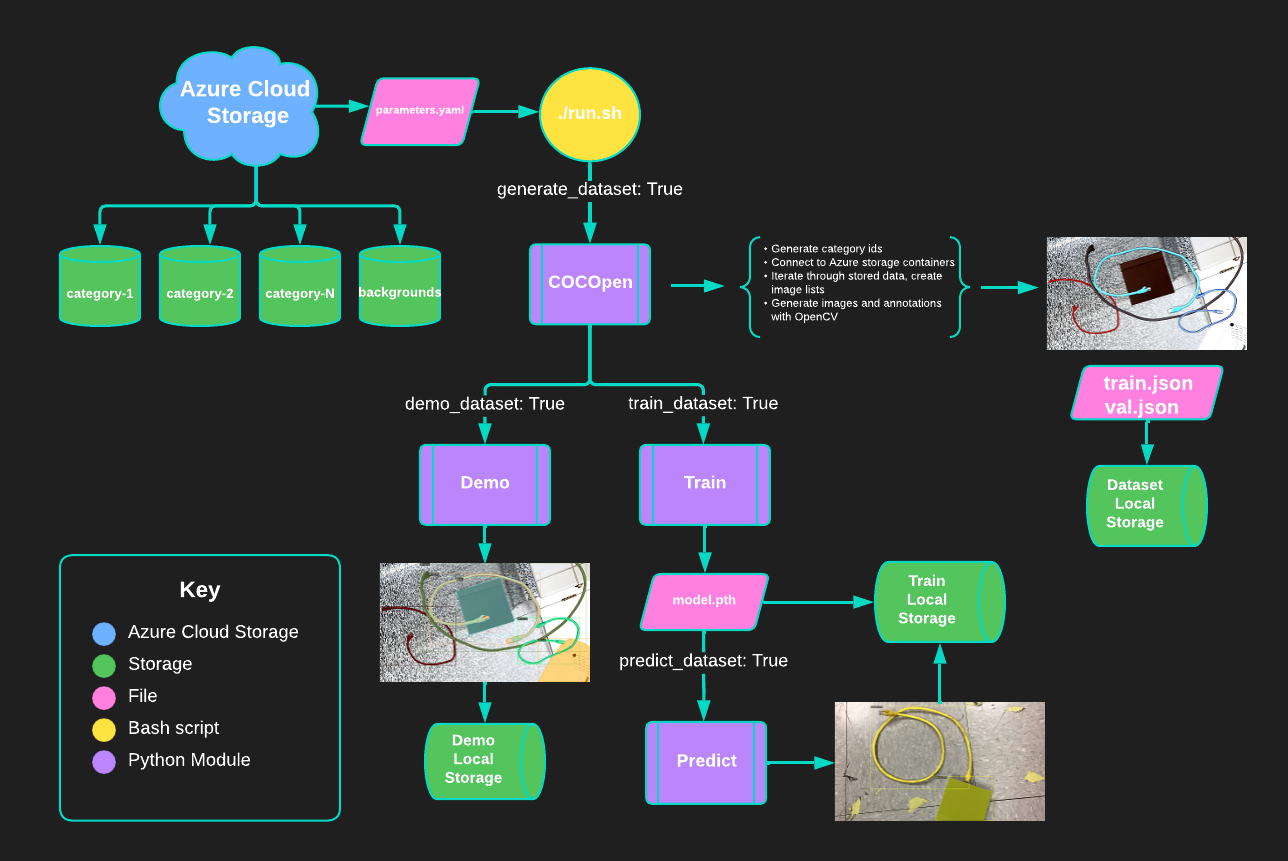 Azure Cloud
Storage
parameters.yaml
./run.sh
generate_dataset: True
category-1
category-2
category-N
backgrounds
COCOpen
• Generate category ids
• Connect to Azure storage containers
• Iterate through stored data, create
image lists
• Generate images and annotations
with OpenCV
train.json
val.json
Dataset
Local
Storage
demo_dataset: True
train_dataset: True
Demo
Train
model.pth
Train
Local
Storage
predict_dataset: True
Demo
Local
Storage
Predict
Key
Azure Cloud Storage
Storage
File
Bash script
Python Module